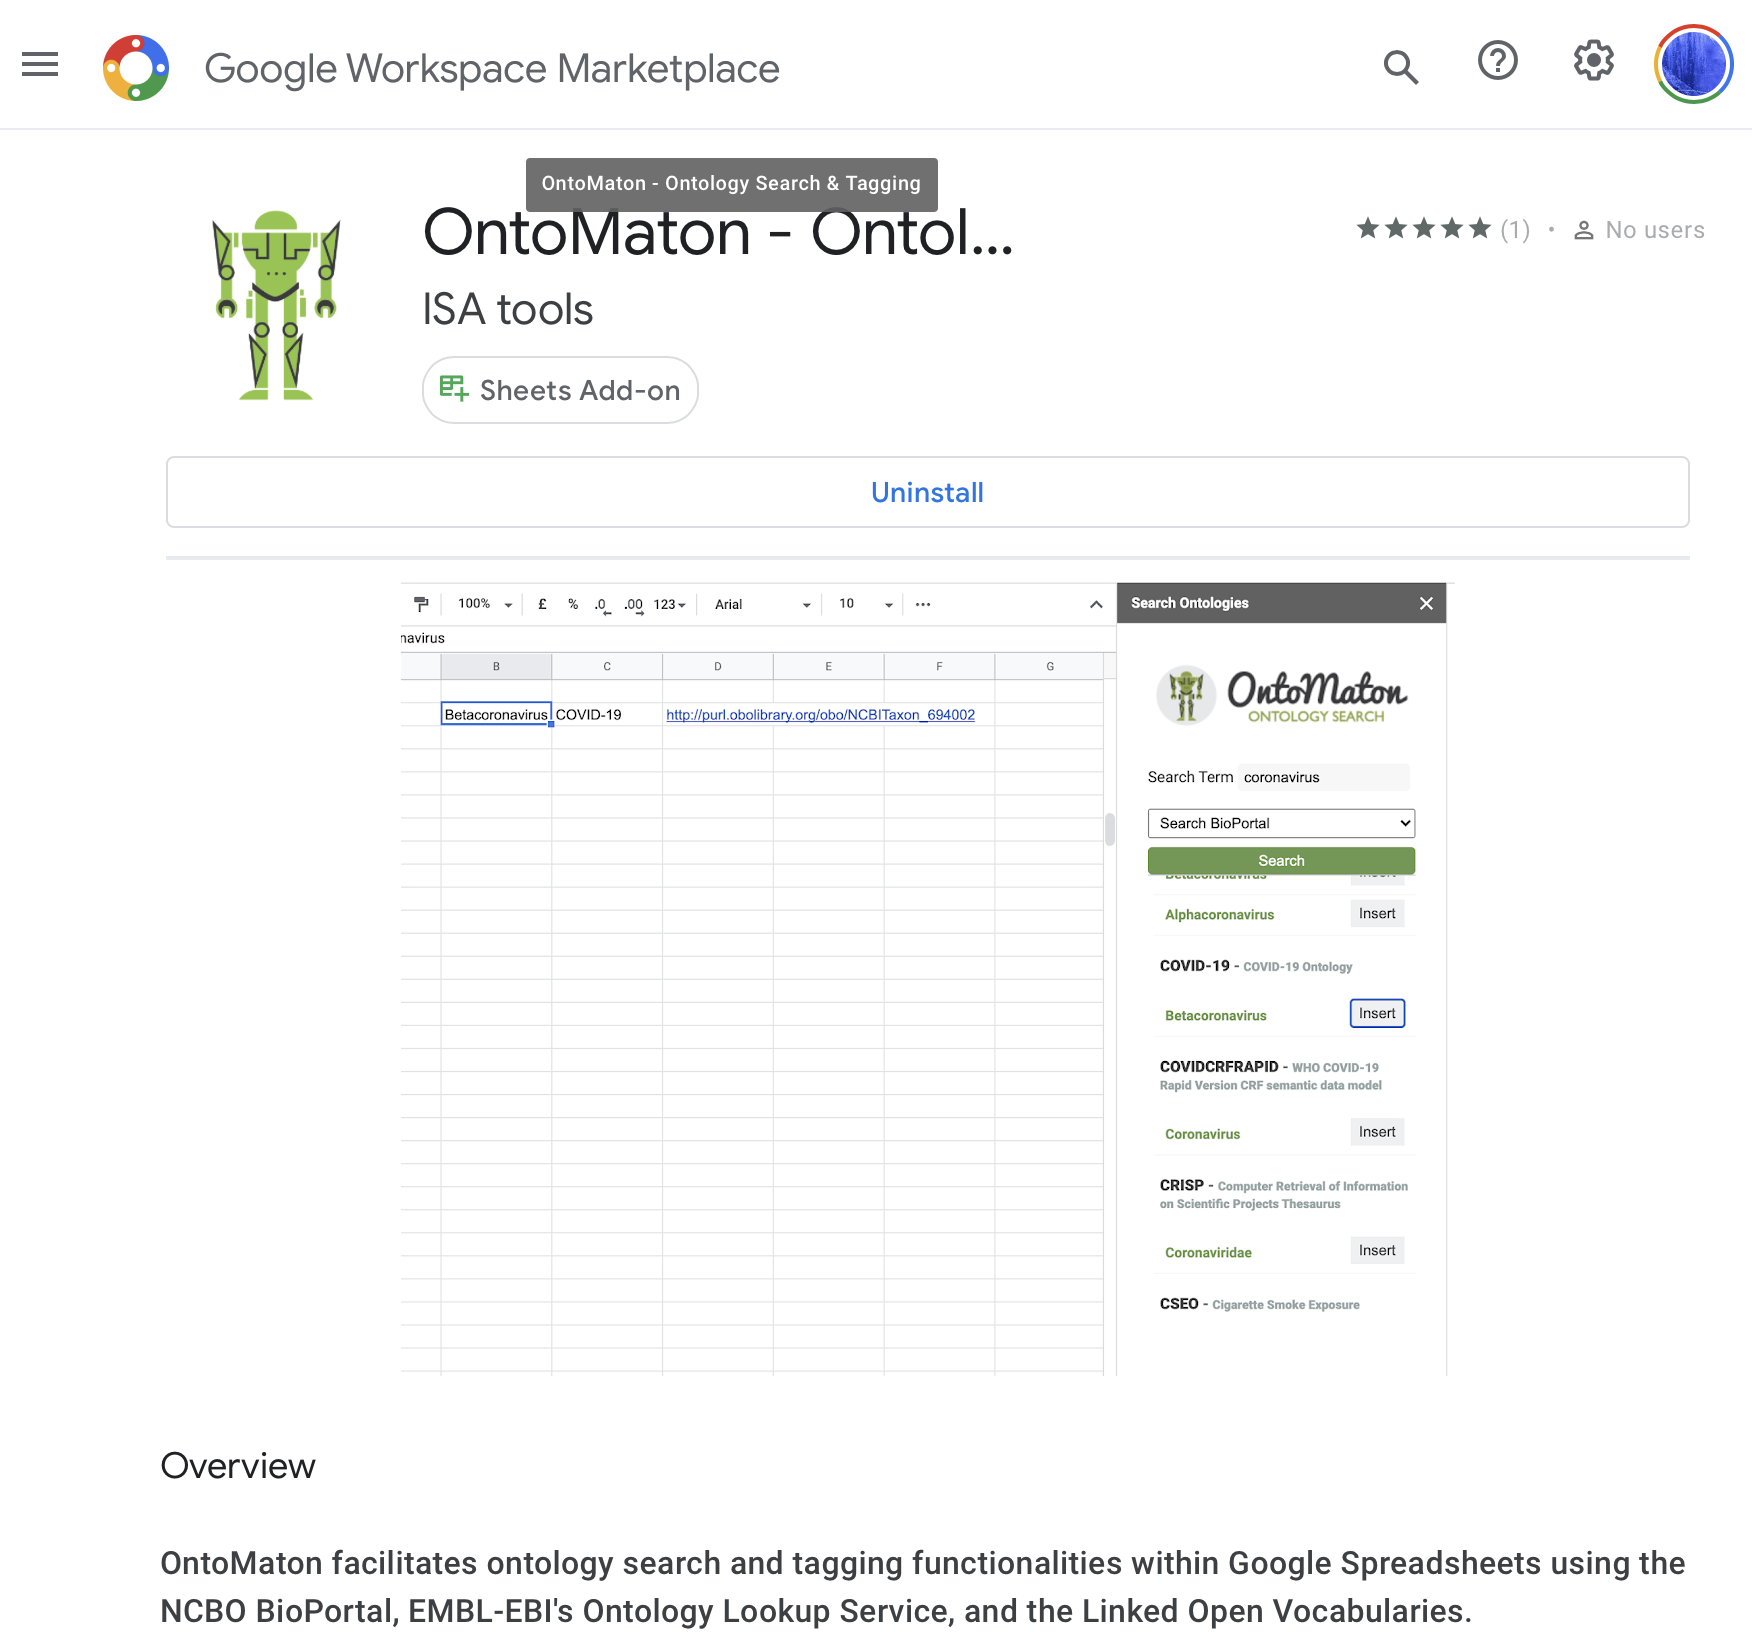 Google Workspace Marketplace
OntoMaton - Ontology Search & Tagging
OntoMaton - Ontol...
(1) • No users
ISA tools
Sheets Add-on
Uninstall
100% £ % .0 .00 123 Arial 10 ...
Search Ontologies
navirus
B C D E F G
Betacoronavirus COVID-19 http://purl.obolibrary.org/obo/NCBITaxon_694002
OntoMaton
ONTOLOGY SEARCH
Search Term coronavirus
Search BioPortal
Search
Betacoronavirus Insert
Alphacoronavirus Insert
COVID-19 - COVID-19 Ontology
Betacoronavirus Insert
COVIDCRFRAPID - WHO COVID-19
Rapid Version CRF semantic data model
Coronavirus Insert
CRISP - Computer Retrieval of Information
on Scientific Projects Thesaurus
Coronaviridae Insert
CSEO - Cigarette Smoke Exposure
Overview
OntoMaton facilitates ontology search and tagging functionalities within Google Spreadsheets using the
NCBO BioPortal, EMBL-EBI's Ontology Lookup Service, and the Linked Open Vocabularies.